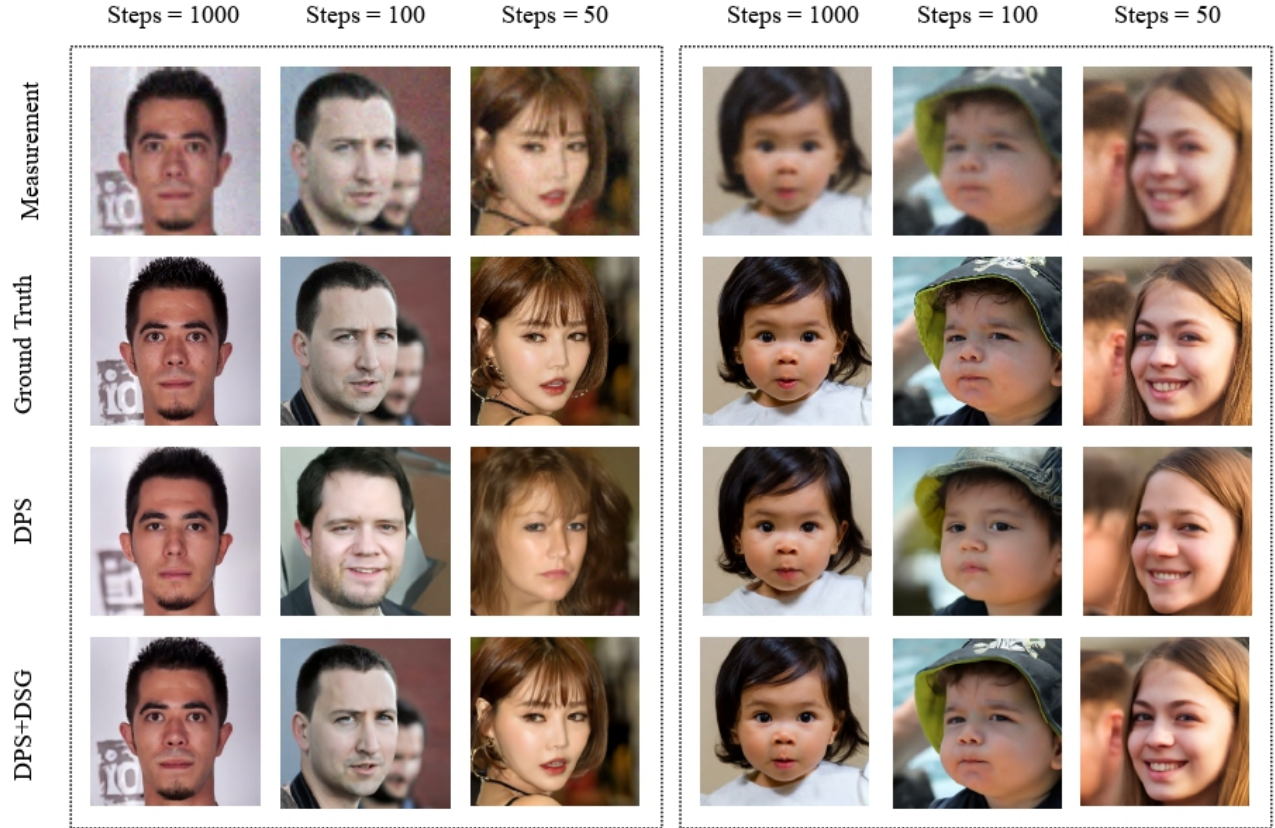 Steps = 1000 Steps = 100 Steps = 50 Steps = 1000 Steps = 100 Steps = 50
Measurement
Ground Truth
DPS
DPS+DSG